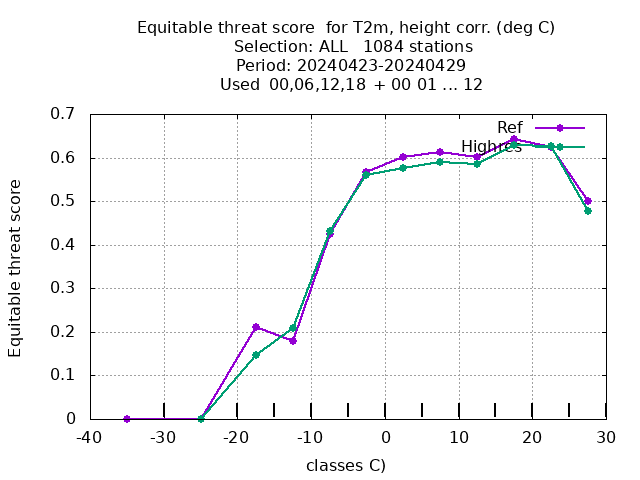 Equitable threat score  for T2m, height corr. (deg C)
Selection: ALL   1084 stations
Period: 20240423-20240429
Used  00,06,12,18  + 00 01 ... 12
Ref
Highres
Equitable threat score
0.7
0.6
0.5
0.4
0.3
0.2
0.1
0
-40 -30 -20 -10 0 10 20 30
classes C)